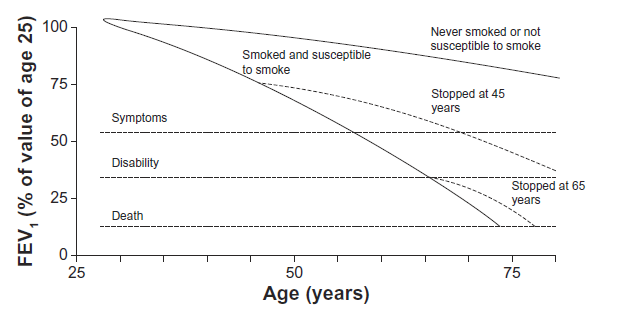 FEV₁ (% of value of age 25)
100
75
50
25
0
Never smoked or not
susceptible to smoke
Smoked and susceptible
to smoke
Stopped at 45
years
Symptoms
Disability
Stopped at 65
years
Death
25
50
75
Age (years)